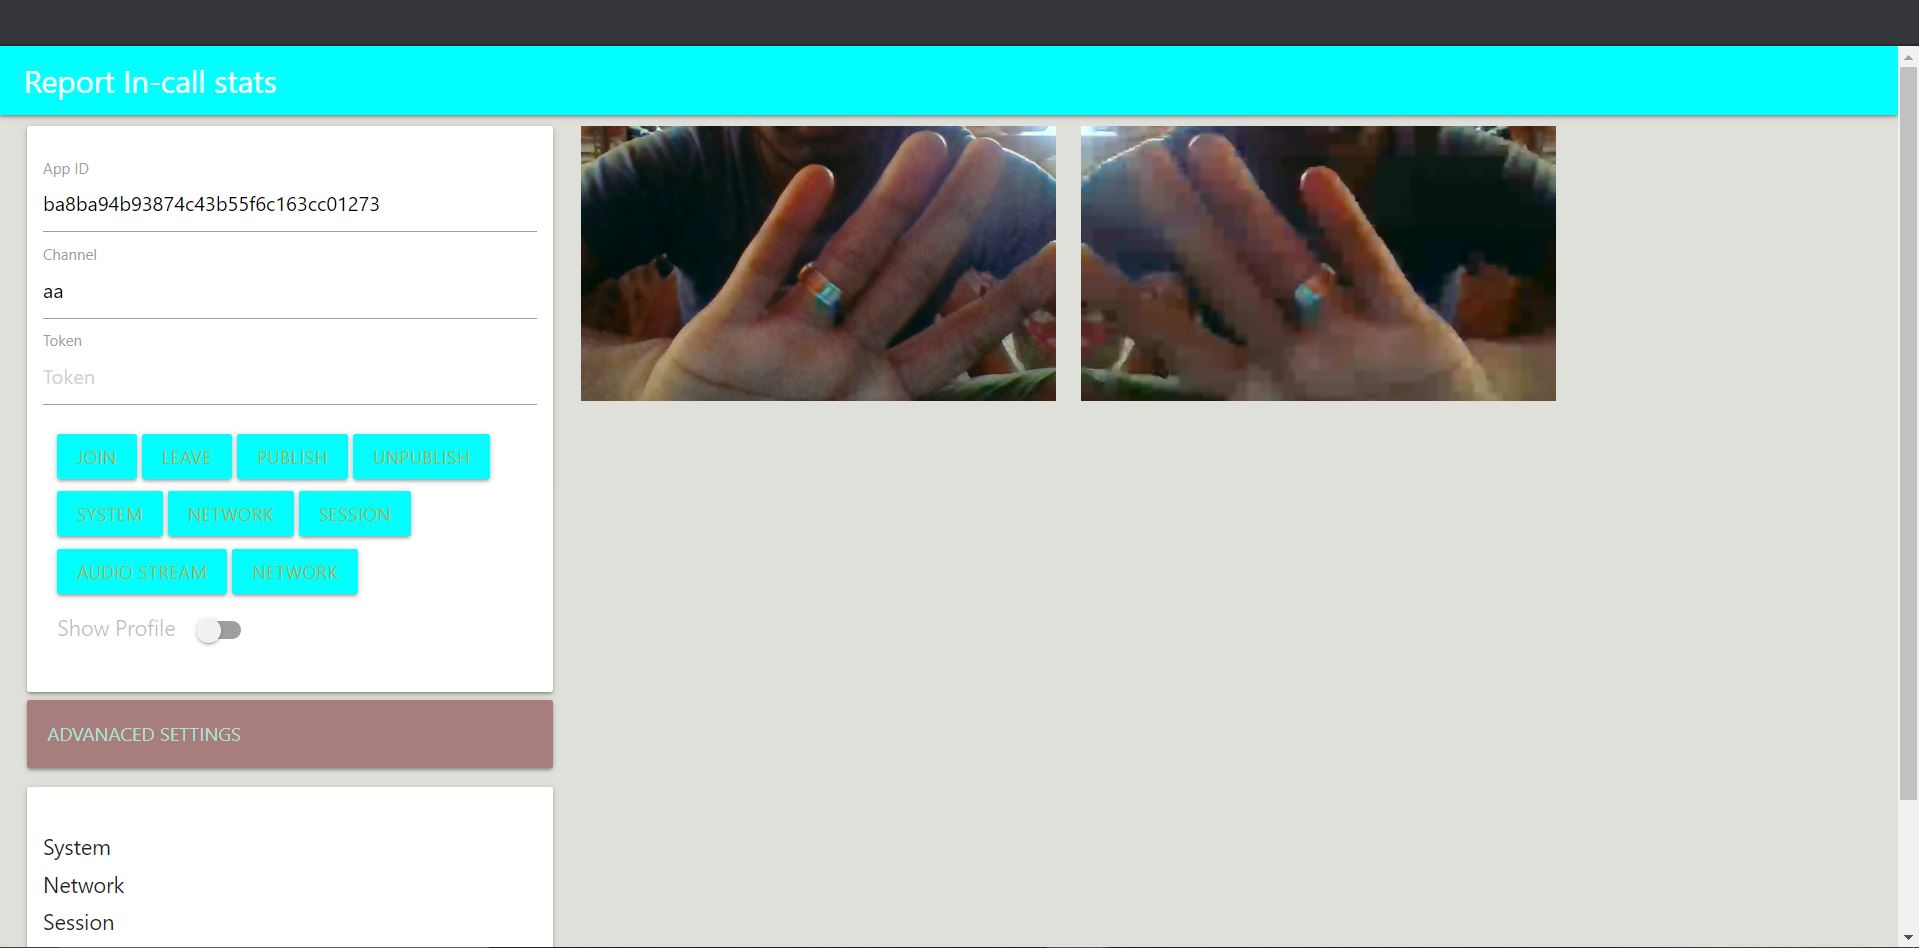 Report In-call stats
App ID
ba8ba94b93874c43b55f6c163cc01273
Channel
aa
Token
Token
JOIN LEAVE PUBLISH UNPUBLISH
SYSTEM NETWORK SESSION
AUDIO STREAM NETWORK
Show Profile
ADVANACED SETTINGS
System
Network
Session